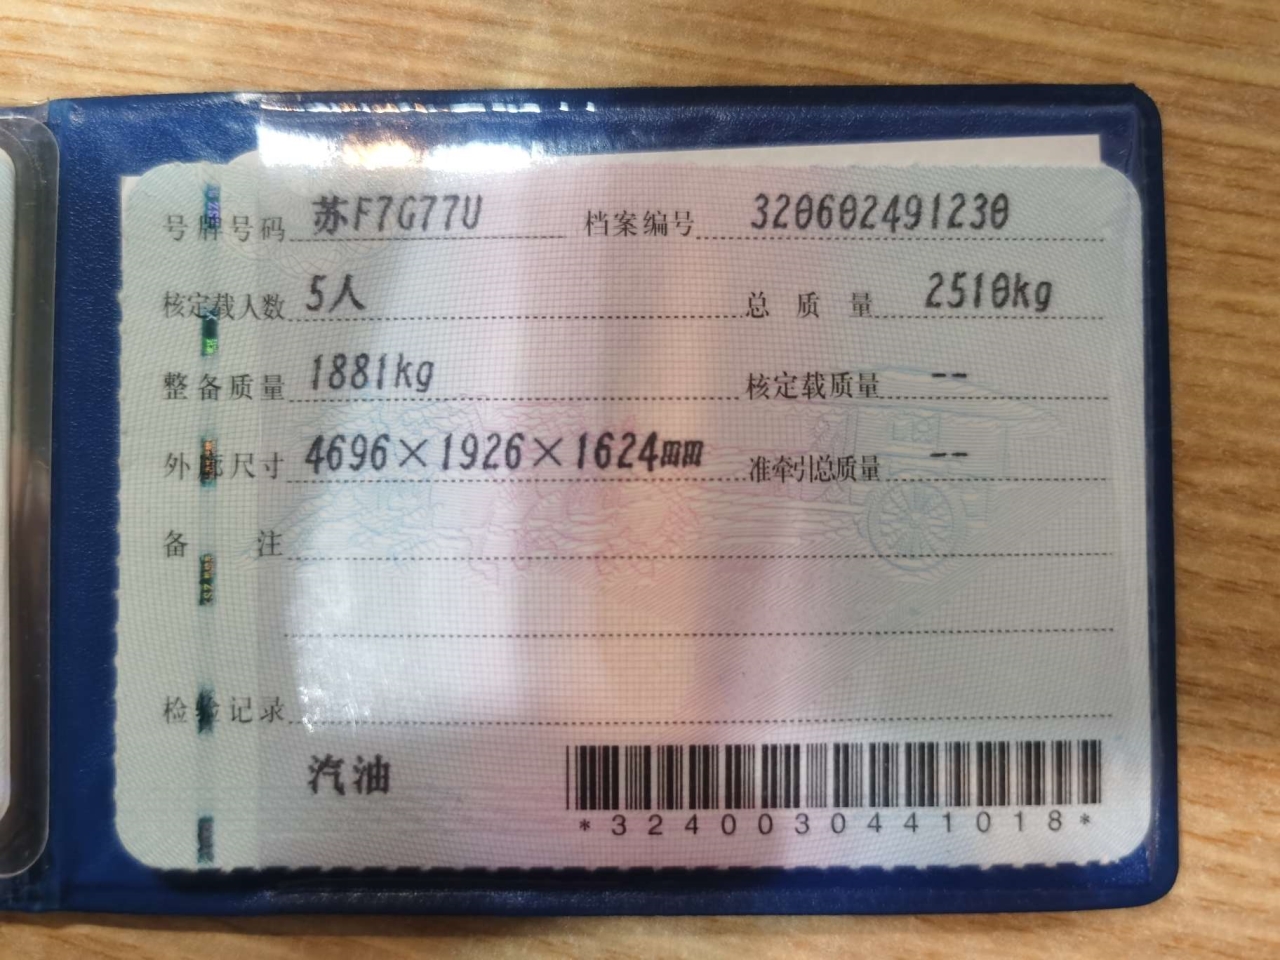 号牌号码 苏F7G77U 档案编号 320602491230
核定载人数 5人 总质量 2510kg
整备质量 1881kg 核定载质量 --
外廓尺寸 4696×1926×1624mm 准牵引总质量 --
备注
检验记录
汽油
*3240030441018*